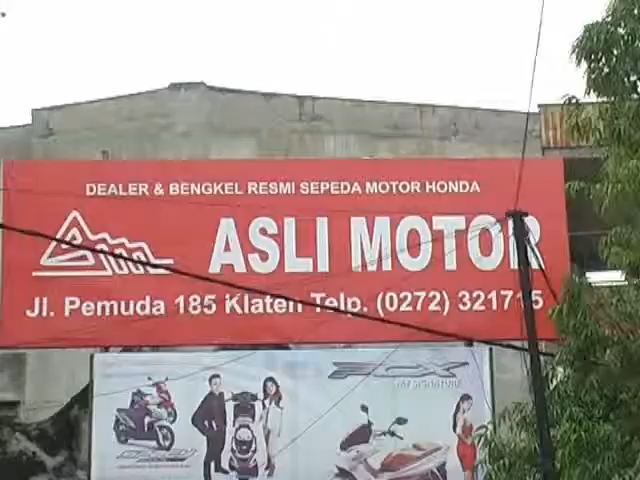 DEALER & BENGKEL RESMI SEPEDA MOTOR HONDA
ASLI MOTOR
Jl. Pemuda 185 Klaten Telp. (0272) 321715
PCX